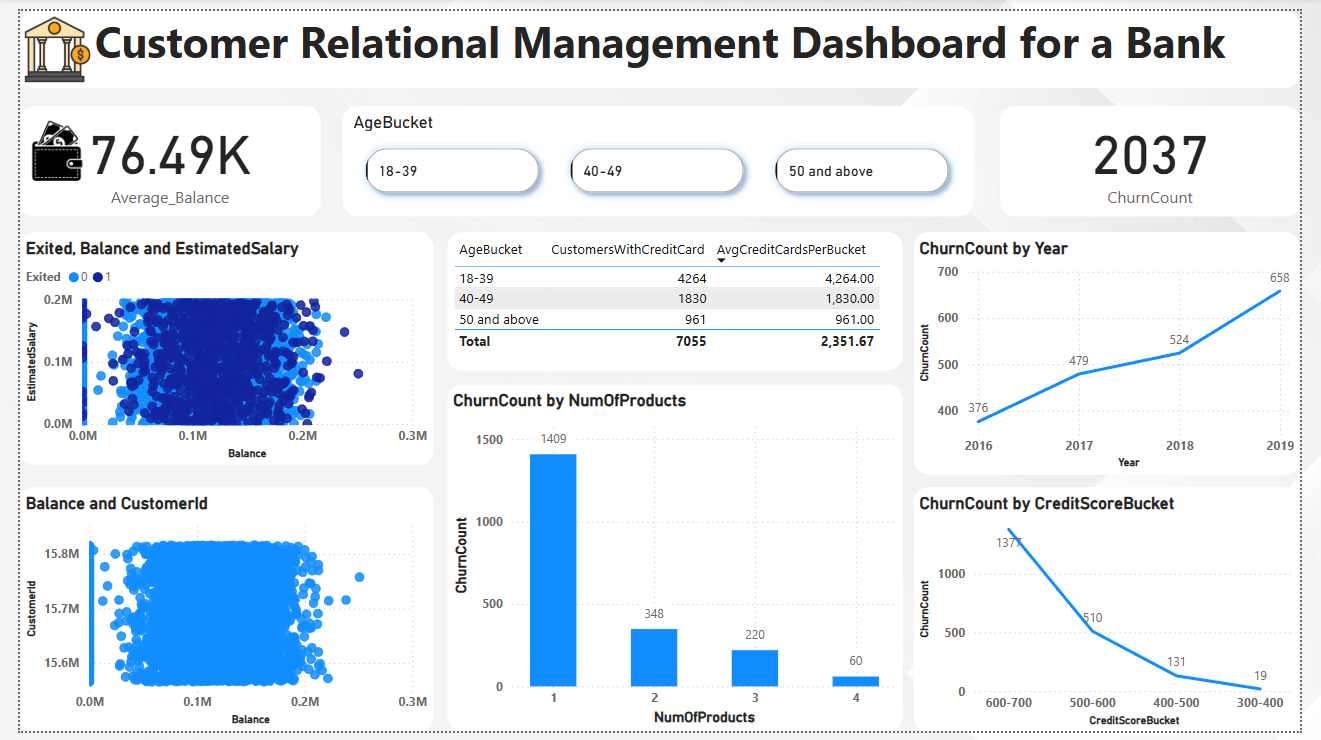 Customer Relational Management Dashboard for a Bank
76.49K
Average_Balance
AgeBucket
18-39
40-49
50 and above
2037
ChurnCount
Exited, Balance and EstimatedSalary
Exited 0 1
EstimatedSalary
0.2M
0.1M
0.0M
0.0M 0.1M 0.2M 0.3M
Balance
Balance and CustomerId
CustomerId
15.8M
15.7M
15.6M
0.0M 0.1M 0.2M 0.3M
Balance
AgeBucket CustomersWithCreditCard AvgCreditCardsPerBucket
18-39 4264 4,264.00
40-49 1830 1,830.00
50 and above 961 961.00
Total 7055 2,351.67
ChurnCount by NumOfProducts
ChurnCount
1500
1000
500
0
1409
348
220
60
1 2 3 4
NumOfProducts
ChurnCount by Year
ChurnCount
700
600
500
400
376
479
524
658
2016 2017 2018 2019
Year
ChurnCount by CreditScoreBucket
ChurnCount
1000
500
0
1377
510
131
19
600-700 500-600 400-500 300-400
CreditScoreBucket